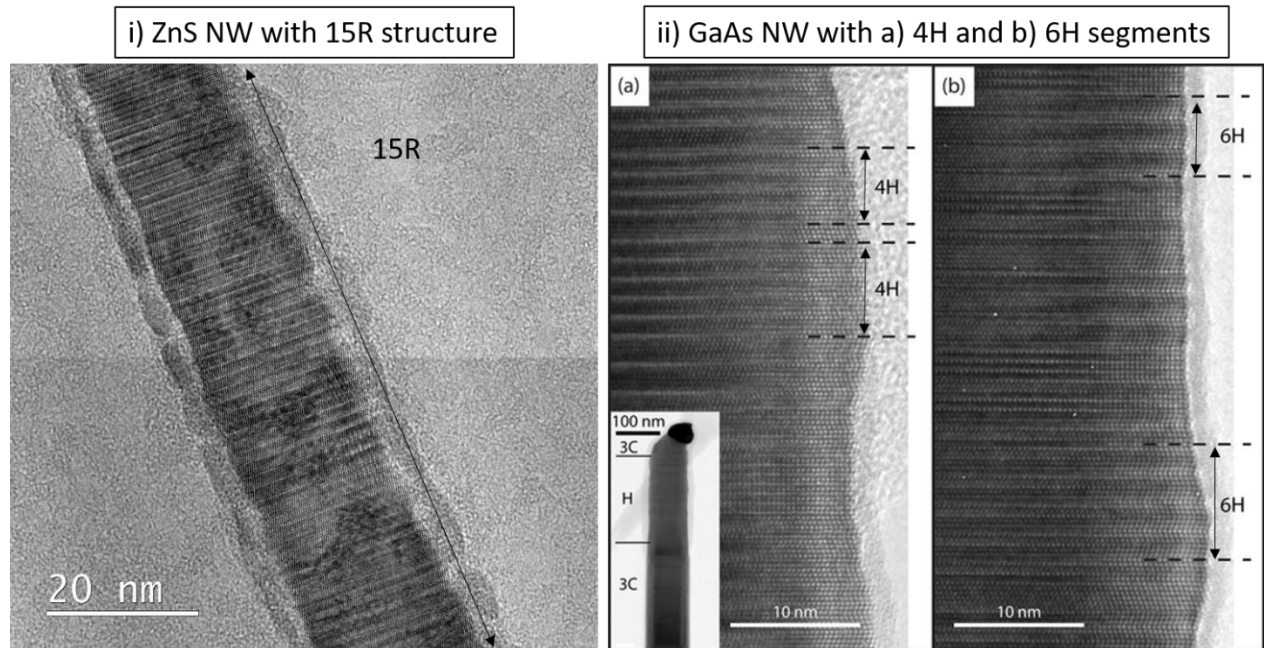 i) ZnS NW with 15R structure
15R
20 nm
ii) GaAs NW with a) 4H and b) 6H segments
(a)
4H
4H
100 nm
3C
H
3C
10 nm
(b)
6H
6H
10 nm